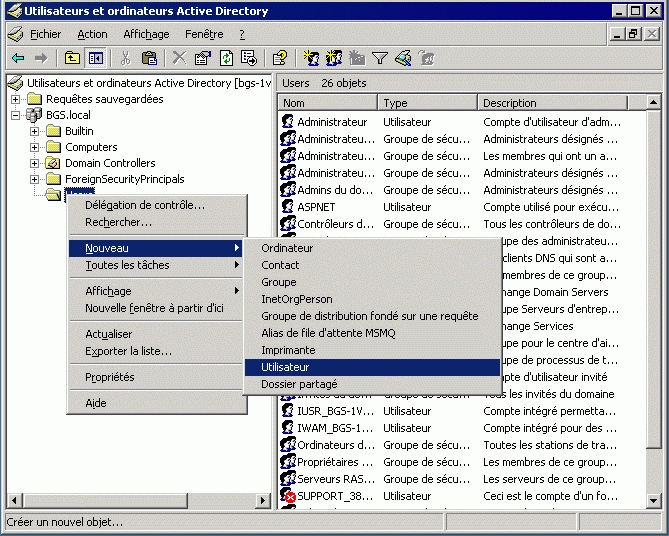 Utilisateurs et ordinateurs Active Directory
Fichier Action Affichage Fenêtre ?
Utilisateurs et ordinateurs Active Directory [bgs-1v
Requêtes sauvegardées
BGS.local
Builtin
Computers
Domain Controllers
ForeignSecurityPrincipals
Délégation de contrôle...
Rechercher...
Nouveau
Toutes les tâches
Affichage
Nouvelle fenêtre à partir d'ici
Actualiser
Exporter la liste...
Propriétés
Aide
Ordinateur
Contact
Groupe
InetOrgPerson
Groupe de distribution fondé sur une requête
Alias de file d'attente MSMQ
Imprimante
Utilisateur
Dossier partagé
Users 26 objets
Nom Type Description
Administrateur Utilisateur Compte d'utilisateur d'adm...
Administrateur... Groupe de sécu... Administrateurs désignés ...
Administrateur... Groupe de sécu... Les membres qui ont un a...
Administrateur... Groupe de sécu... Administrateurs désignés ...
Admins du do... Groupe de sécu... Administrateurs désignés ...
ASPNET Utilisateur Compte utilisé pour exécu...
Contrôleurs d... Groupe de sécu... Tous les contrôleurs de do...
upe des administrateu...
clients DNS qui sont a...
membres de ce group...
hange Domain Servers
upe Serveurs d'entrep...
hange Services
upe pour le centre d'ai...
upe de processus de t...
pte d'utilisateur invité
Invités du domaine Groupe de sécu... Tous les invités du domaine
IUSR_BGS-1... Utilisateur Compte intégré permetta...
IWAM_BGS-1... Utilisateur Compte intégré pour des ...
Ordinateurs d... Groupe de sécu... Toutes les stations de tra...
Propriétaires ... Groupe de sécu... Les membres de ce group...
Serveurs RAS... Groupe de sécu... Les serveurs de ce group...
SUPPORT_38... Utilisateur Ceci est le compte d'un fo...
Créer un nouvel objet...